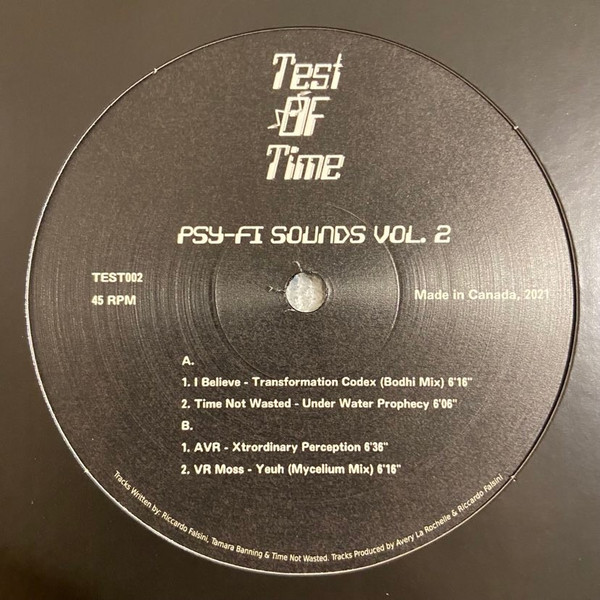 Test
Of
Time
PSY-FI SOUNDS VOL. 2
TEST002
45 RPM
Made in Canada, 2021
A.
1. I Believe - Transformation Codex (Bodhi Mix) 6'16"
2. Time Not Wasted - Under Water Prophecy 6'06"
B.
1. AVR - Xtrordinary Perception 6'36"
2. VR Moss - Yeuh (Mycelium Mix) 6'16"
Tracks Written by: Riccardo Falsini, Tamara Banning & Time Not Wasted. Tracks Produced by Avery La Rochelle & Riccardo Falsini